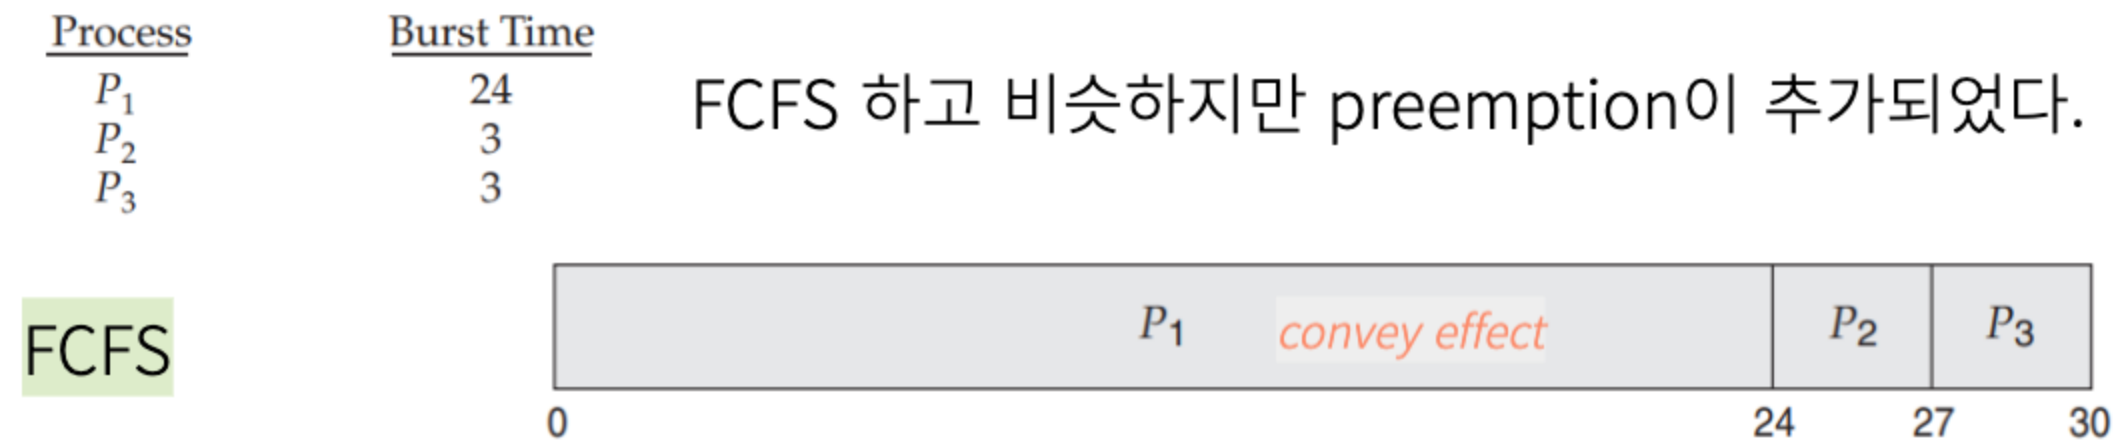 Process Burst Time
P1 24
P2 3
P3 3
FCFS 하고 비슷하지만 preemption이 추가되었다.
FCFS
P1 convey effect P2 P3
0 24 27 30